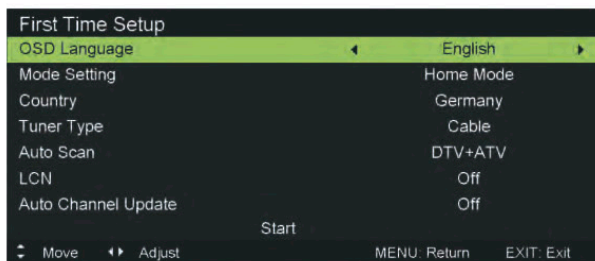 First Time Setup
OSD Language English
Mode Setting Home Mode
Country Germany
Tuner Type Cable
Auto Scan DTV+ATV
LCN Off
Auto Channel Update Off
Start
Move Adjust MENU: Return EXIT: Exit